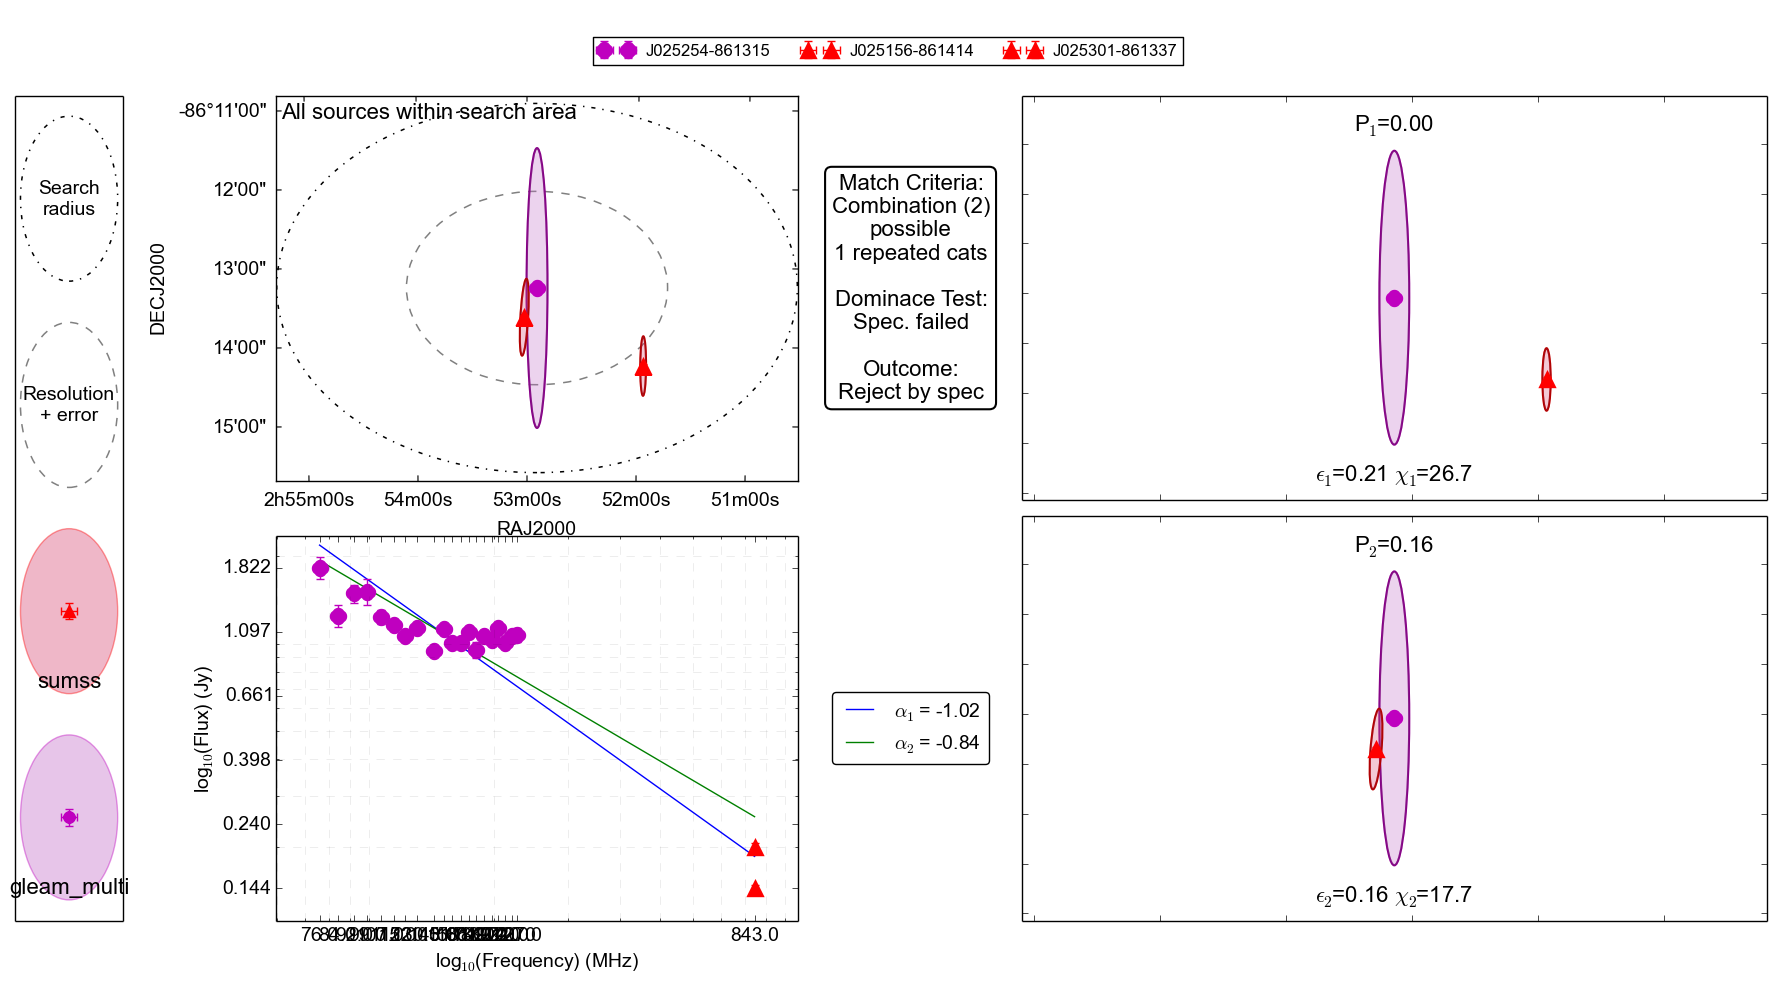 J025254-861315 J025156-861414 J025301-861337
Search
radius
Resolution
+ error
sumss
gleam_multi
All sources within search area
-86°11'00"
12'00"
13'00"
14'00"
15'00"
DECJ2000
2h55m00s 54m00s 53m00s 52m00s 51m00s
RAJ2000
Match Criteria:
Combination (2)
possible
1 repeated cats
Dominace Test:
Spec. failed
Outcome:
Reject by spec
P1=0.00
ϵ1=0.21 χ1=26.7
P2=0.16
ϵ2=0.16 χ2=17.7
1.822
1.097
0.661
0.398
0.240
0.144
log10(Flux) (Jy)
843.0
log10(Frequency) (MHz)
α1 = -1.02
α2 = -0.84